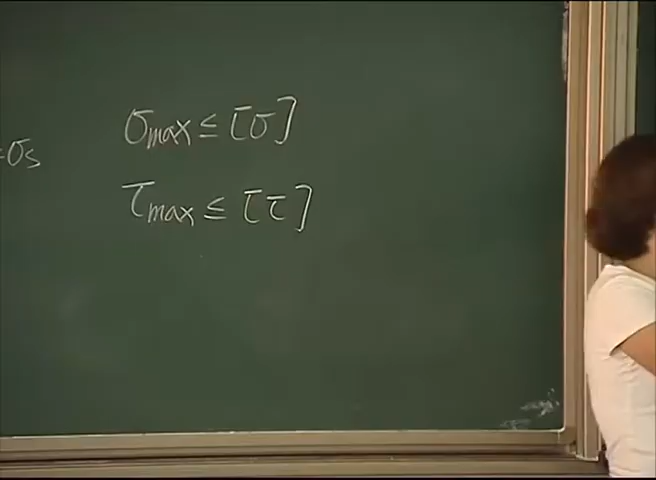 =σs
σmax ≤ [σ]
τmax ≤ [τ]